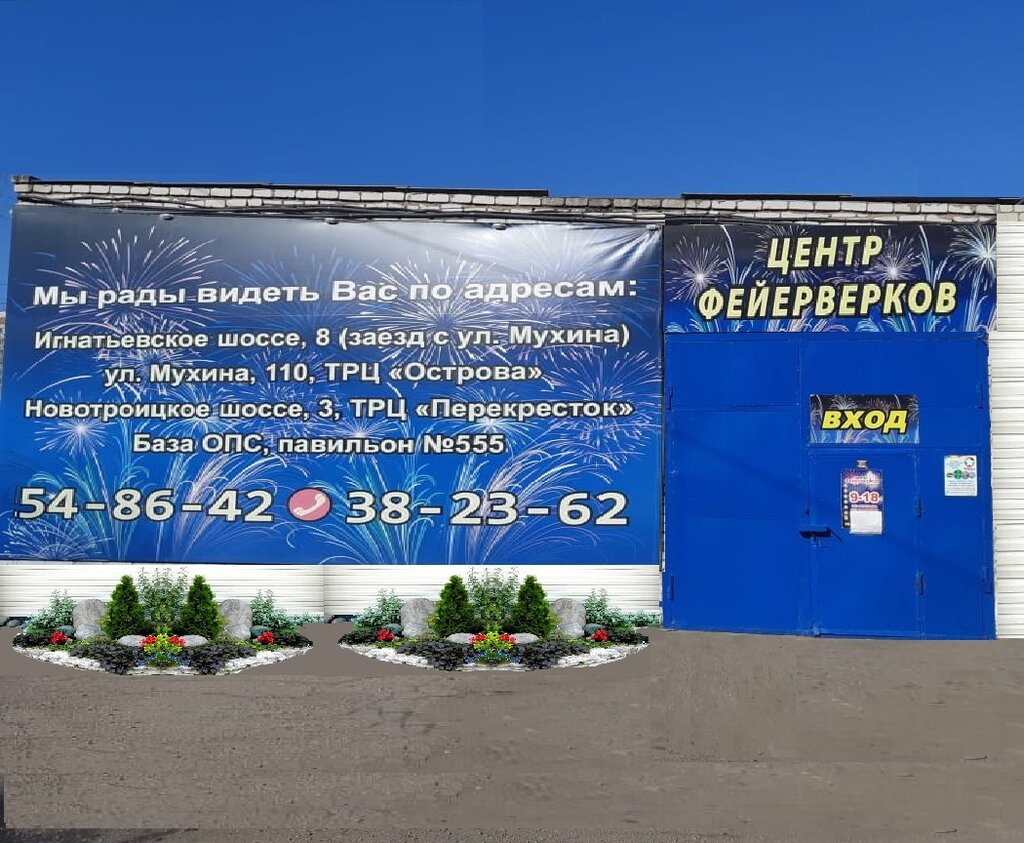 Мы рады видеть Вас по адресам:
Игнатьевское шоссе, 8 (заезд с ул. Мухина)
ул. Мухина, 110, ТРЦ «Острова»
Новотроицкое шоссе, 3, ТРЦ «Перекресток»
База ОПС, павильон №555
54-86-42 38-23-62
ЦЕНТР
ФЕЙЕРВЕРКОВ
ВХОД
9-18